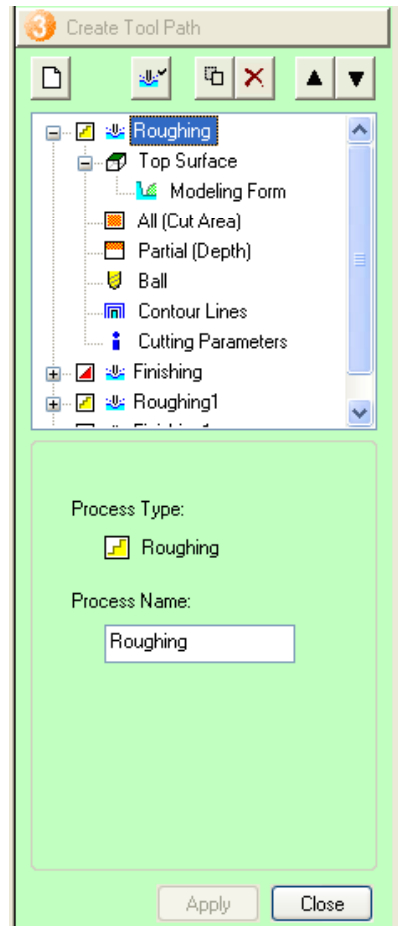 3 Create Tool Path
Roughing
Top Surface
Modeling Form
All (Cut Area)
Partial (Depth)
Ball
Contour Lines
Cutting Parameters
Finishing
Roughing1
Process Type:
Roughing
Process Name:
Roughing
Apply Close